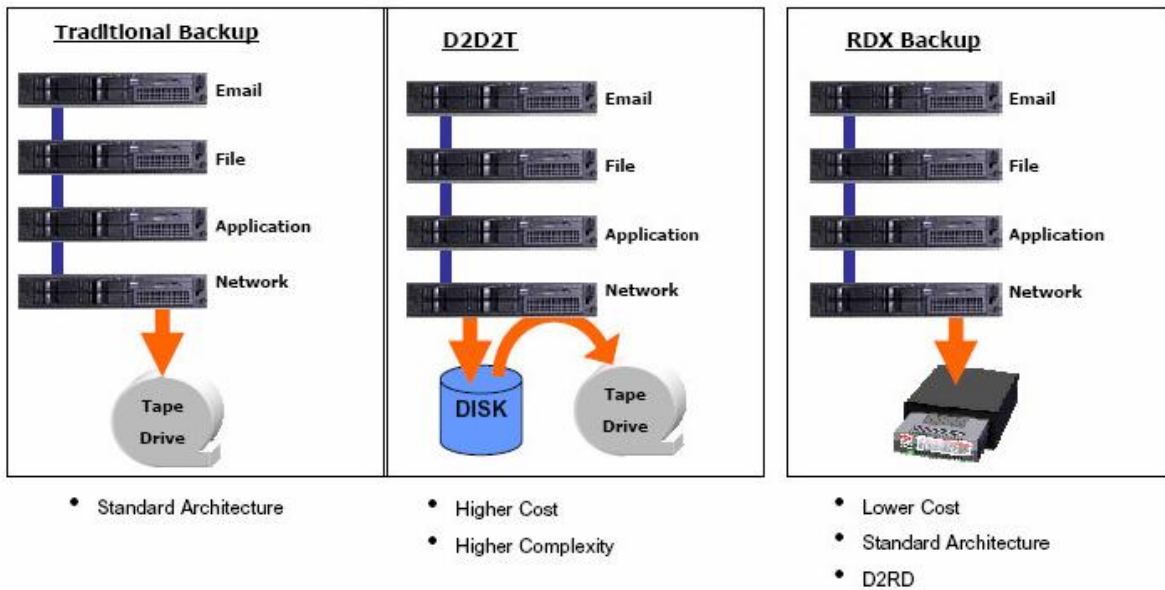 Traditional Backup
Email
File
Application
Network
Tape
Drive
• Standard Architecture
D2D2T
Email
File
Application
Network
DISK
Tape
Drive
• Higher Cost
• Higher Complexity
RDX Backup
Email
File
Application
Network
• Lower Cost
• Standard Architecture
• D2RD